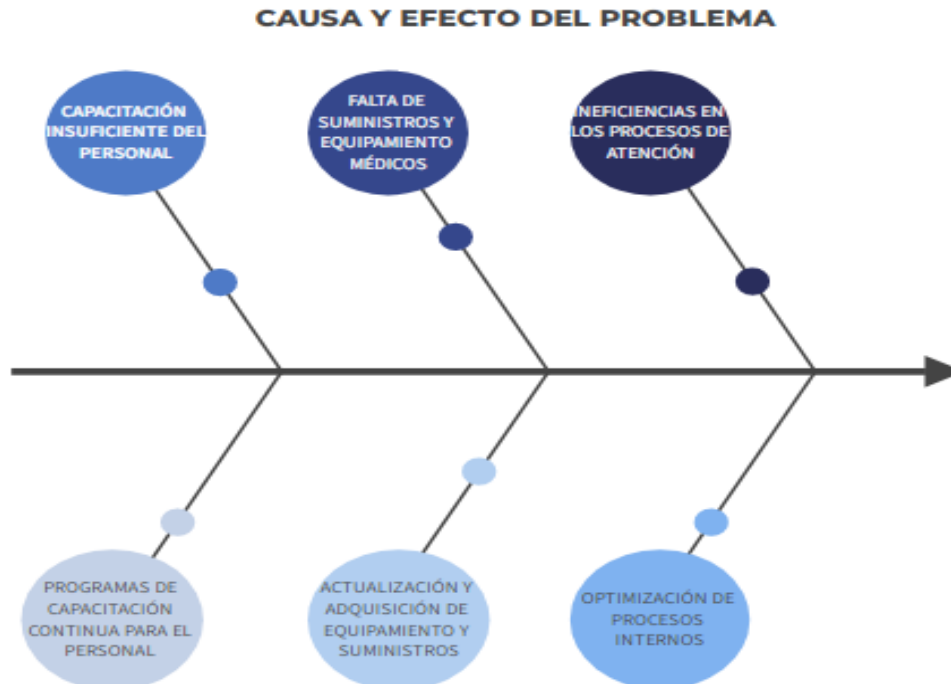 CAUSA Y EFECTO DEL PROBLEMA
CAPACITACIÓN
INSUFICIENTE DEL
PERSONAL
FALTA DE
SUMINISTROS Y
EQUIPAMIENTO
MÉDICOS
INEFICIENCIAS EN
LOS PROCESOS DE
ATENCIÓN
PROGRAMAS DE
CAPACITACIÓN
CONTINUA PARA EL
PERSONAL
ACTUALIZACIÓN Y
ADQUISICIÓN DE
EQUIPAMIENTO Y
SUMINISTROS
OPTIMIZACIÓN DE
PROCESOS
INTERNOS